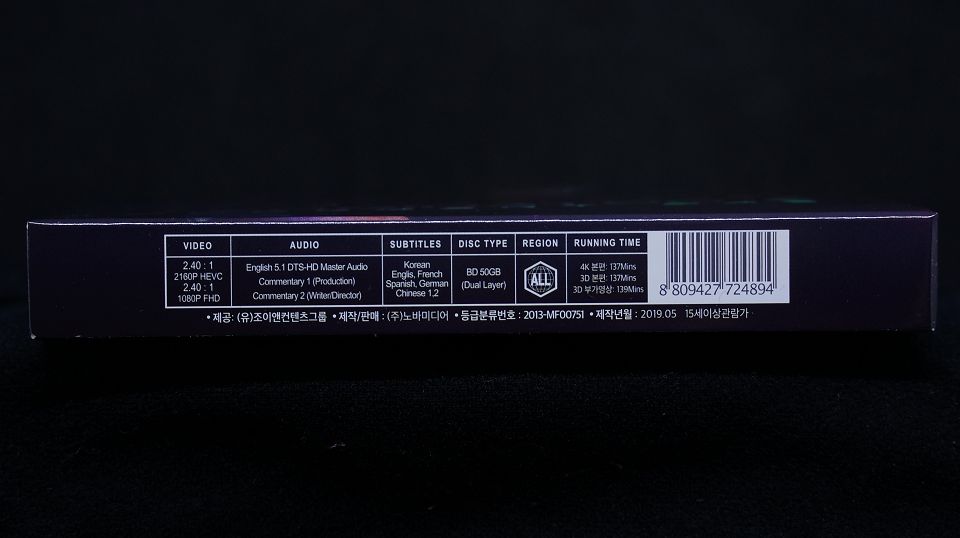 VIDEO AUDIO SUBTITLES DISC TYPE REGION RUNNING TIME
2.40 : 1
2160P HEVC
2.40 : 1
1080P FHD
English 5.1 DTS-HD Master Audio
Commentary 1 (Production)
Commentary 2 (Writer/Director)
Korean
Englis, French
Spanish, German
Chinese 1,2
BD 50GB
(Dual Layer)
ALL
4K 본편: 137Mins
3D 본편: 137Mins
3D 부가영상: 139Mins
8 809427 724894
• 제공: (유)조이앤컨텐츠그룹 • 제작/판매 : (주)노바미디어 • 등급분류번호 : 2013-MF00751 • 제작년월 : 2019.05 15세이상관람가